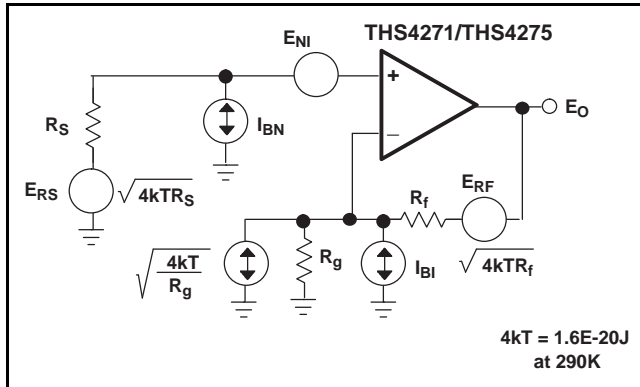 THS4271/THS4275
E_NI
+
E_O
R_S
I_BN
−
E_RS
√4kTR_S
R_f
E_RF
√(4kT/R_g)
R_g
I_BI
√4kTR_f
4kT = 1.6E-20J
at 290K